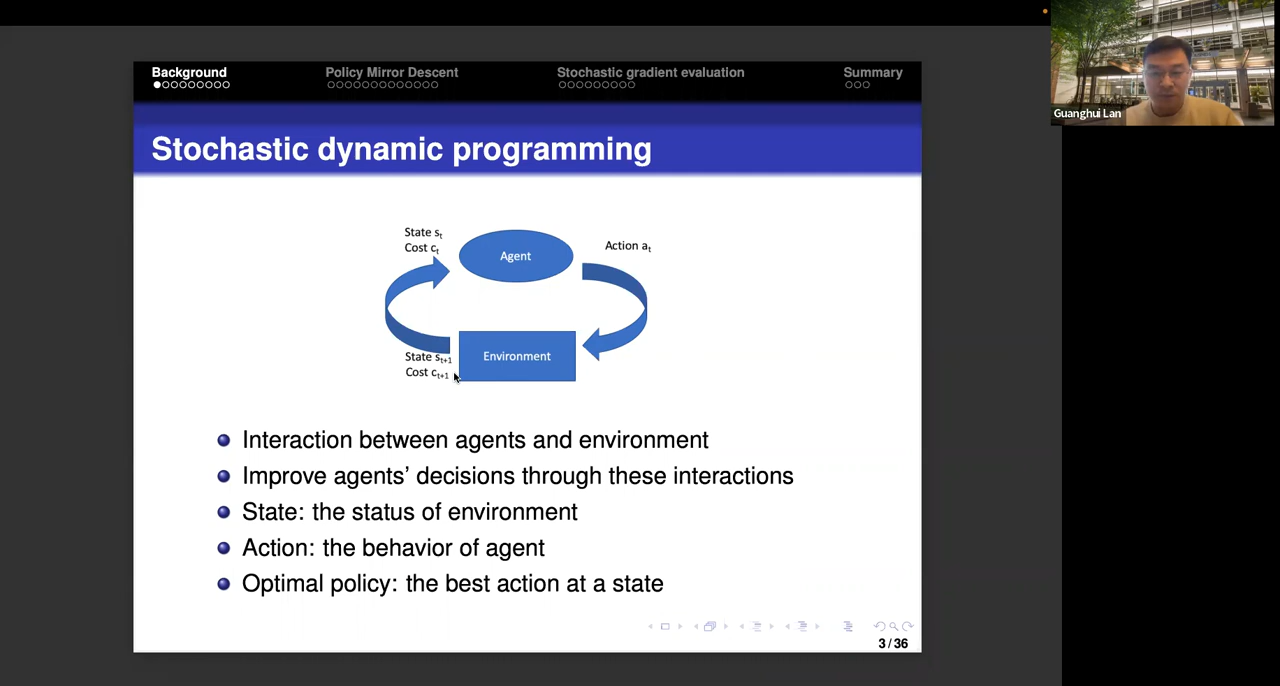 Background
Policy Mirror Descent
Stochastic gradient evaluation
Summary
Guanghui Lan
Stochastic dynamic programming
State sₜ
Cost cₜ
Agent
Action aₜ
State sₜ₊₁
Cost cₜ₊₁
Environment
Interaction between agents and environment
Improve agents' decisions through these interactions
State: the status of environment
Action: the behavior of agent
Optimal policy: the best action at a state
3 / 36